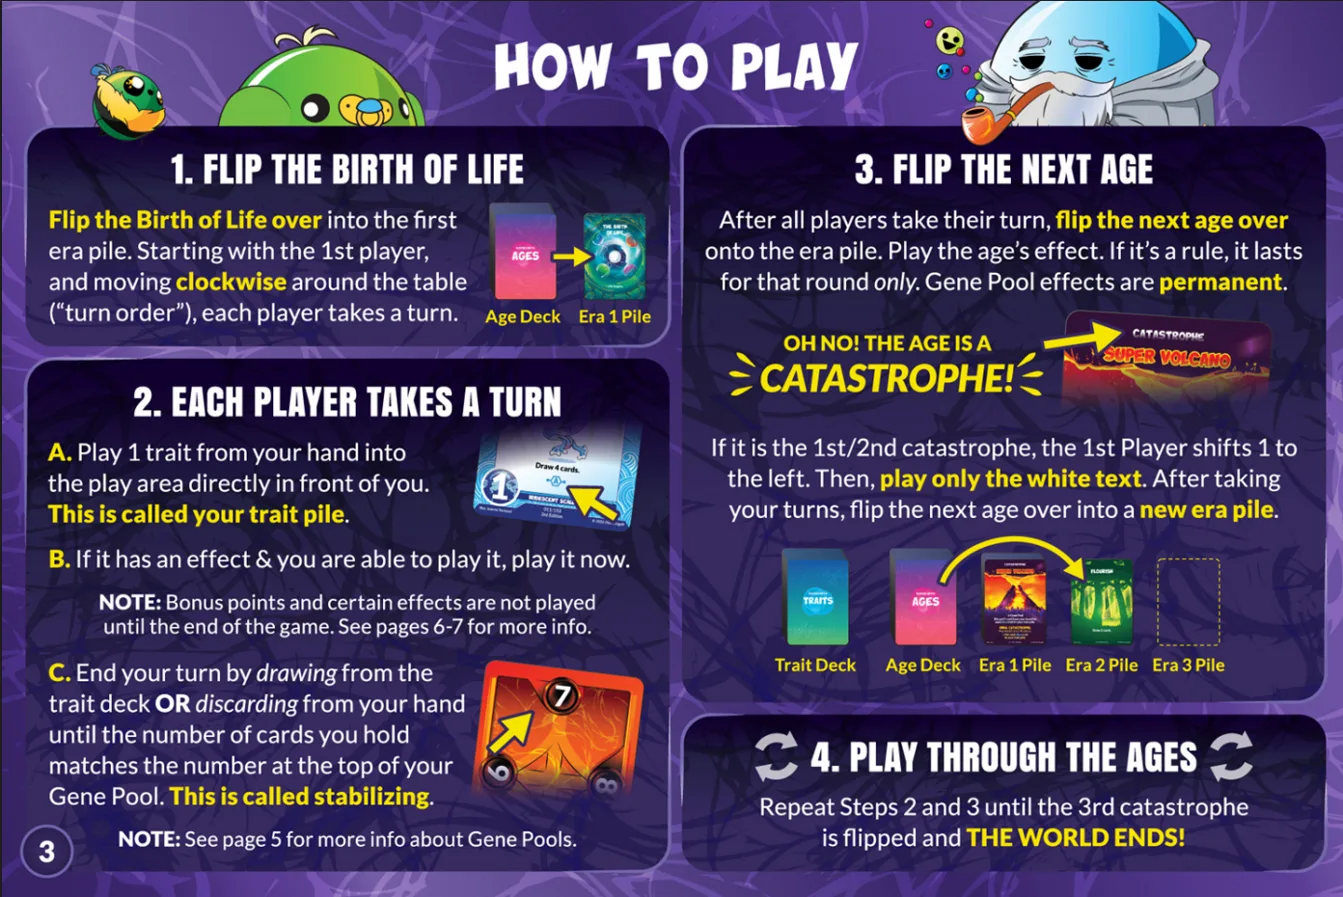 HOW TO PLAY
1. FLIP THE BIRTH OF LIFE
Flip the Birth of Life over into the first
era pile. Starting with the 1st player,
and moving clockwise around the table
(“turn order”), each player takes a turn.
AGES
THE BIRTH
OF LIFE
Age Deck
Era 1 Pile
2. EACH PLAYER TAKES A TURN
A. Play 1 trait from your hand into
the play area directly in front of you.
This is called your trait pile.
Draw 4 cards.
1
B. If it has an effect & you are able to play it, play it now.
NOTE: Bonus points and certain effects are not played
until the end of the game. See pages 6-7 for more info.
C. End your turn by drawing from the
trait deck OR discarding from your hand
until the number of cards you hold
matches the number at the top of your
Gene Pool. This is called stabilizing.
7
6
8
NOTE: See page 5 for more info about Gene Pools.
3
3. FLIP THE NEXT AGE
After all players take their turn, flip the next age over
onto the era pile. Play the age’s effect. If it’s a rule, it lasts
for that round only. Gene Pool effects are permanent.
OH NO! THE AGE IS A
CATASTROPHE!
CATASTROPHE
SUPER VOLCANO
If it is the 1st/2nd catastrophe, the 1st Player shifts 1 to
the left. Then, play only the white text. After taking
your turns, flip the next age over into a new era pile.
TRAITS
AGES
SUPER VOLCANO
FLOURISH
Trait Deck
Age Deck
Era 1 Pile
Era 2 Pile
Era 3 Pile
4. PLAY THROUGH THE AGES
Repeat Steps 2 and 3 until the 3rd catastrophe
is flipped and THE WORLD ENDS!